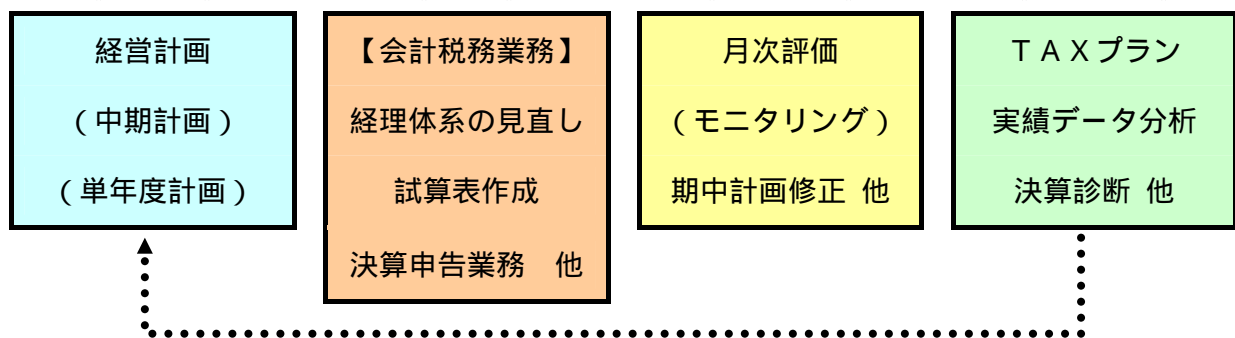 経営計画
(中期計画)
(単年度計画)
【会計税務業務】
経理体系の見直し
試算表作成
決算申告業務　他
月次評価
(モニタリング)
期中計画修正 他
ＴＡＸプラン
実績データ分析
決算診断 他